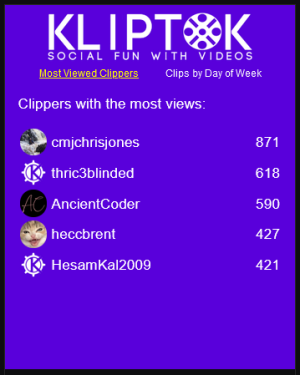 KLIPTOK
SOCIAL FUN WITH VIDEOS
Most Viewed Clippers Clips by Day of Week
Clippers with the most views:
cmjchrisjones 871
K thric3blinded 618
AC AncientCoder 590
heccbrent 427
K HesamKal2009 421